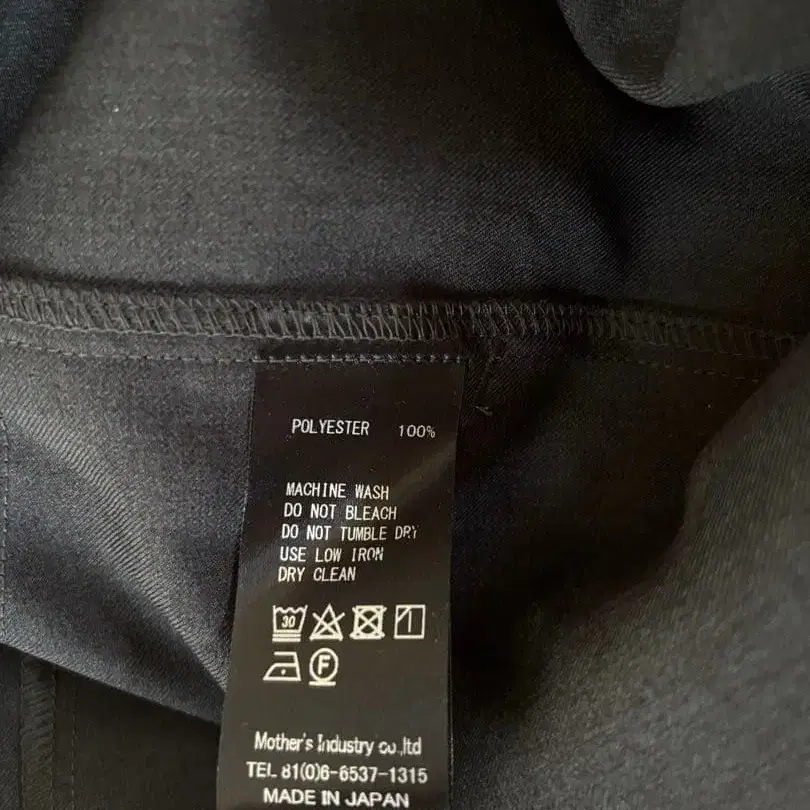 POLYESTER 100%
MACHINE WASH
DO NOT BLEACH
DO NOT TUMBLE DRY
USE LOW IRON
DRY CLEAN
30
F
Mother's Industry co.,ltd
TEL 81(0)6-6537-1315
MADE IN JAPAN